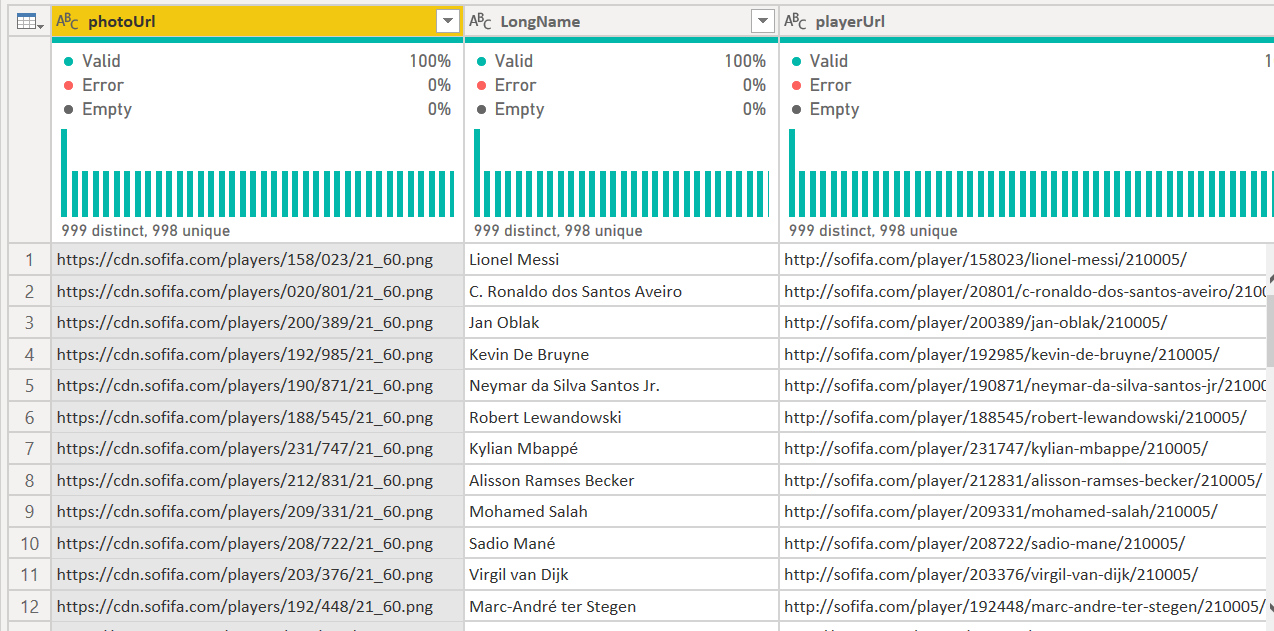 ABC photoUrl ABC LongName ABC playerUrl
Valid 100% Valid 100% Valid 1
Error 0% Error 0% Error
Empty 0% Empty 0% Empty
999 distinct, 998 unique 999 distinct, 998 unique 999 distinct, 998 unique
1 https://cdn.sofifa.com/players/158/023/21_60.png Lionel Messi http://sofifa.com/player/158023/lionel-messi/210005/
2 https://cdn.sofifa.com/players/020/801/21_60.png C. Ronaldo dos Santos Aveiro http://sofifa.com/player/20801/c-ronaldo-dos-santos-aveiro/210
3 https://cdn.sofifa.com/players/200/389/21_60.png Jan Oblak http://sofifa.com/player/200389/jan-oblak/210005/
4 https://cdn.sofifa.com/players/192/985/21_60.png Kevin De Bruyne http://sofifa.com/player/192985/kevin-de-bruyne/210005/
5 https://cdn.sofifa.com/players/190/871/21_60.png Neymar da Silva Santos Jr. http://sofifa.com/player/190871/neymar-da-silva-santos-jr/2100
6 https://cdn.sofifa.com/players/188/545/21_60.png Robert Lewandowski http://sofifa.com/player/188545/robert-lewandowski/210005/
7 https://cdn.sofifa.com/players/231/747/21_60.png Kylian Mbappé http://sofifa.com/player/231747/kylian-mbappe/210005/
8 https://cdn.sofifa.com/players/212/831/21_60.png Alisson Ramses Becker http://sofifa.com/player/212831/alisson-ramses-becker/210005/
9 https://cdn.sofifa.com/players/209/331/21_60.png Mohamed Salah http://sofifa.com/player/209331/mohamed-salah/210005/
10 https://cdn.sofifa.com/players/208/722/21_60.png Sadio Mané http://sofifa.com/player/208722/sadio-mane/210005/
11 https://cdn.sofifa.com/players/203/376/21_60.png Virgil van Dijk http://sofifa.com/player/203376/virgil-van-dijk/210005/
12 https://cdn.sofifa.com/players/192/448/21_60.png Marc-André ter Stegen http://sofifa.com/player/192448/marc-andre-ter-stegen/210005/